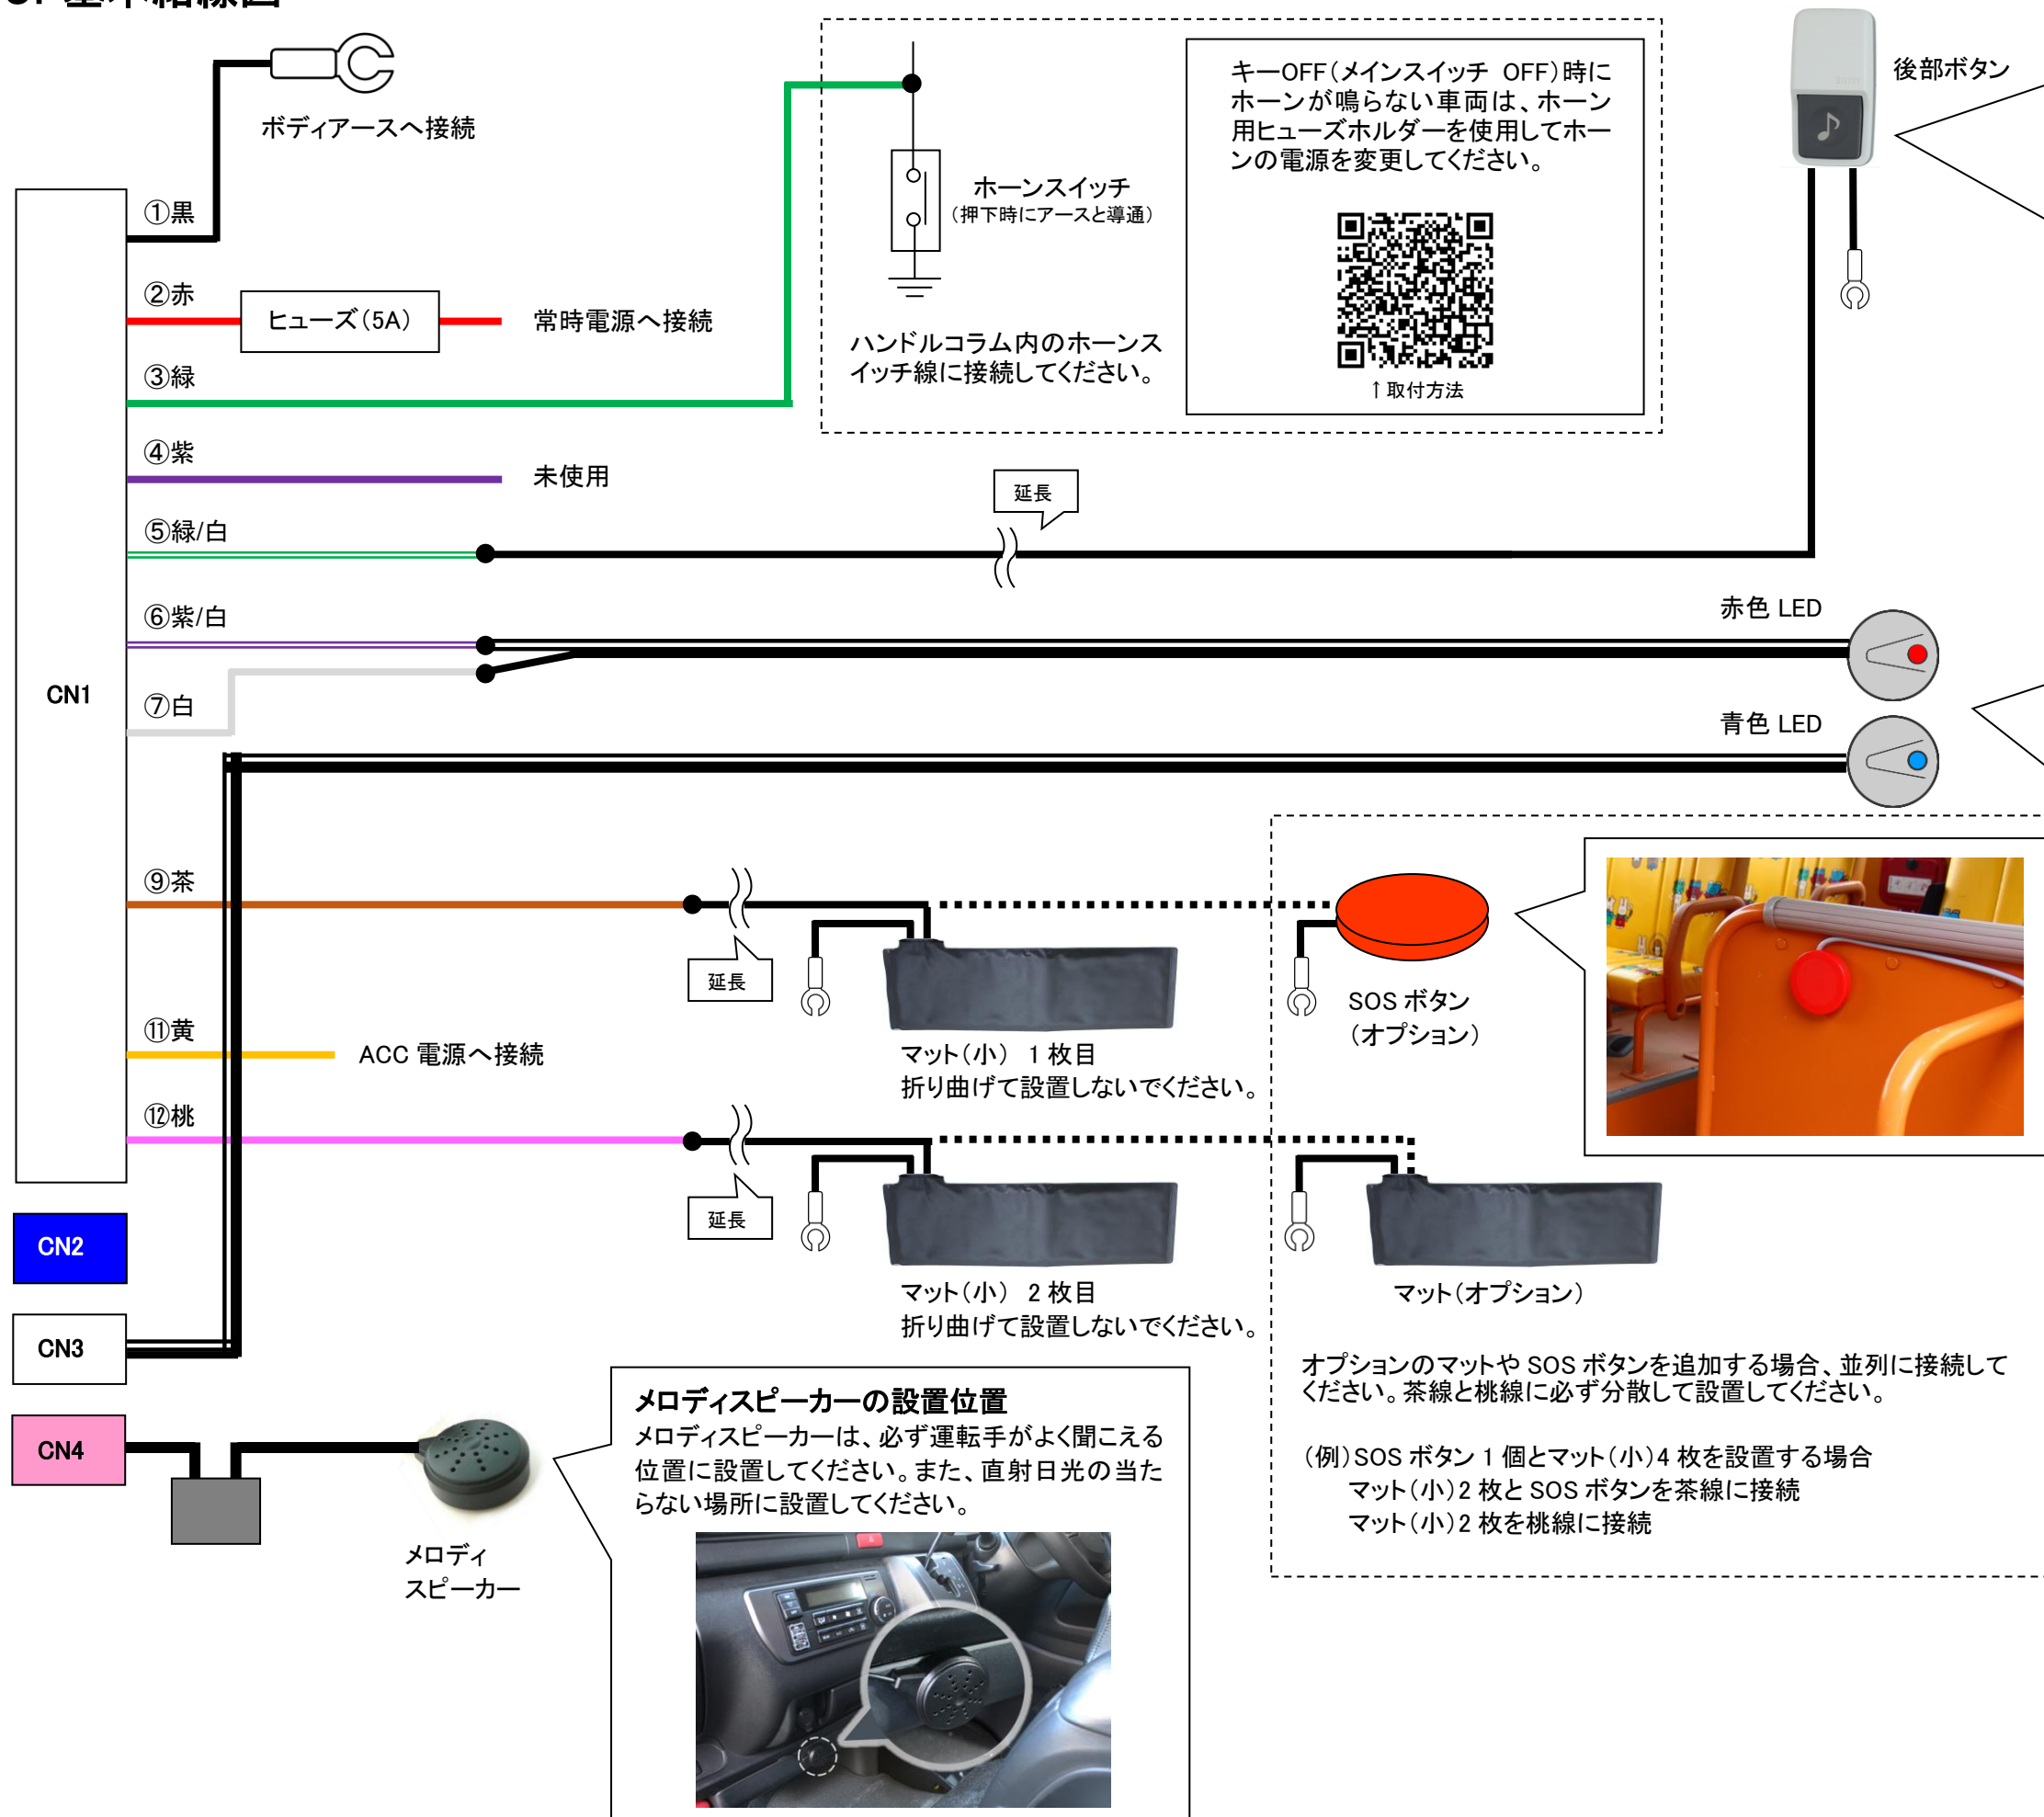 基本結線図
ボディアースへ接続
①黒
②赤
ヒューズ(5A)
常時電源へ接続
③緑
④紫
未使用
⑤緑/白
延長
⑥紫/白
⑦白
CN1
⑨茶
延長
⑪黄
ACC 電源へ接続
⑫桃
延長
CN2
CN3
CN4
ホーンスイッチ
(押下時にアースと導通)
ハンドルコラム内のホーンス
イッチ線に接続してください。
キーOFF(メインスイッチ OFF)時に
ホーンが鳴らない車両は、ホーン
用ヒューズホルダーを使用してホー
ンの電源を変更してください。
↑取付方法
後部ボタン
赤色 LED
青色 LED
マット(小) 1 枚目
折り曲げて設置しないでください。
SOS ボタン
(オプション)
マット(小) 2 枚目
折り曲げて設置しないでください。
マット(オプション)
オプションのマットや SOS ボタンを追加する場合、並列に接続して
ください。茶線と桃線に必ず分散して設置してください。
(例)SOS ボタン 1 個とマット(小)4 枚を設置する場合
マット(小)2 枚と SOS ボタンを茶線に接続
マット(小)2 枚を桃線に接続
メロディ
スピーカー
メロディスピーカーの設置位置
メロディスピーカーは、必ず運転手がよく聞こえる
位置に設置してください。また、直射日光の当た
らない場所に設置してください。